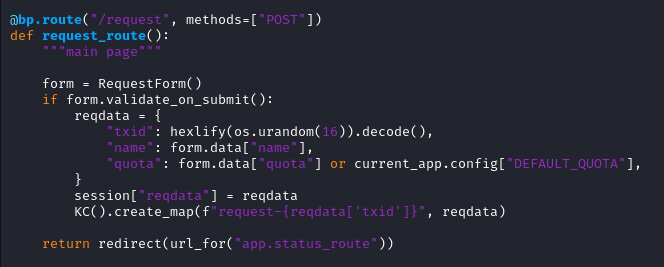 @bp.route("/request", methods=["POST"])
def request_route():
    """main page"""

    form = RequestForm()
    if form.validate_on_submit():
        reqdata = {
            "txid": hexlify(os.urandom(16)).decode(),
            "name": form.data["name"],
            "quota": form.data["quota"] or current_app.config["DEFAULT_QUOTA"],
        }
        session["reqdata"] = reqdata
        KC().create_map(f"request-{reqdata['txid']}", reqdata)

    return redirect(url_for("app.status_route"))